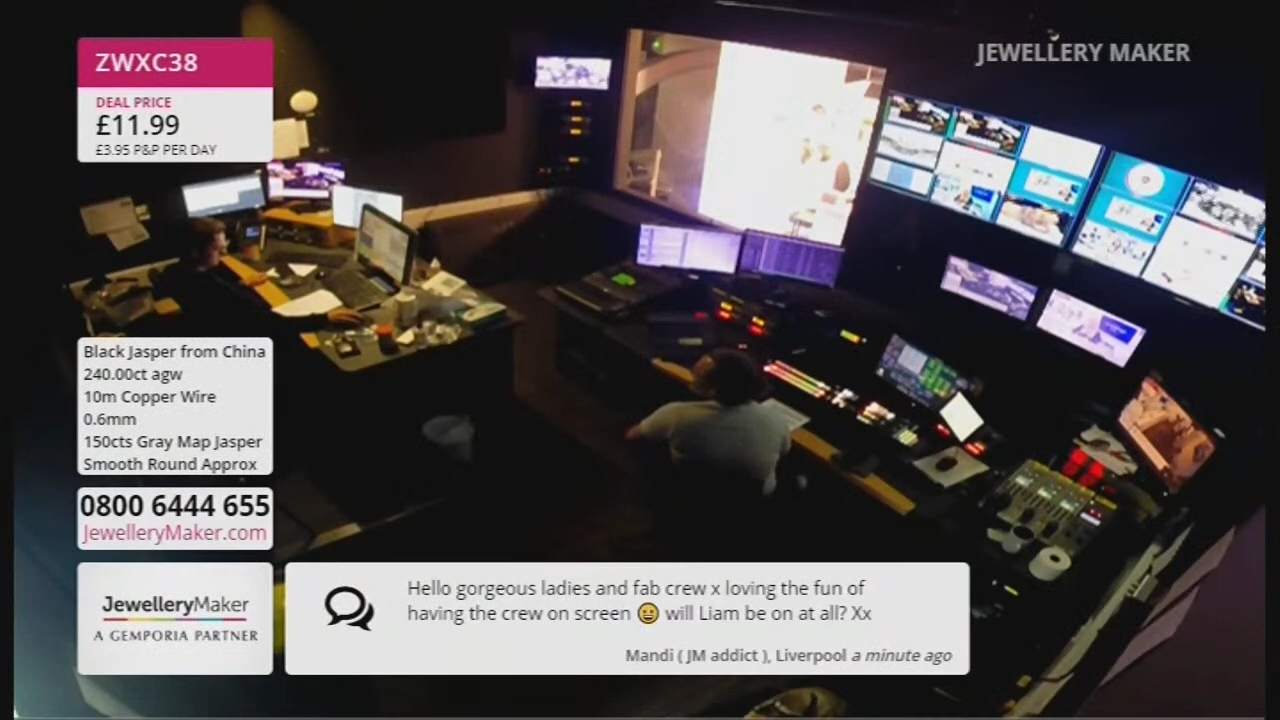 ZWXC38
DEAL PRICE
£11.99
£3.95 P&P PER DAY
JEWELLERY MAKER
Black Jasper from China
240.00ct agw
10m Copper Wire
0.6mm
150cts Gray Map Jasper
Smooth Round Approx
0800 6444 655
JewelleryMaker.com
JewelleryMaker
A GEMPORIA PARTNER
Hello gorgeous ladies and fab crew x loving the fun of
having the crew on screen 😀 will Liam be on at all? Xx
Mandi ( JM addict ), Liverpool a minute ago